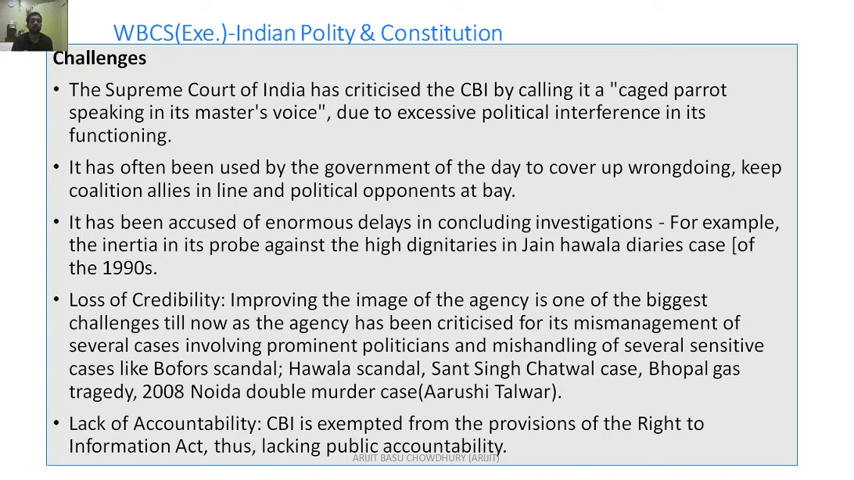 WBCS(Exe.)-Indian Polity & Constitution
Challenges
• The Supreme Court of India has criticised the CBI by calling it a "caged parrot
speaking in its master's voice", due to excessive political interference in its
functioning.
• It has often been used by the government of the day to cover up wrongdoing, keep
coalition allies in line and political opponents at bay.
• It has been accused of enormous delays in concluding investigations - For example,
the inertia in its probe against the high dignitaries in Jain hawala diaries case [of
the 1990s.
• Loss of Credibility: Improving the image of the agency is one of the biggest
challenges till now as the agency has been criticised for its mismanagement of
several cases involving prominent politicians and mishandling of several sensitive
cases like Bofors scandal; Hawala scandal, Sant Singh Chatwal case, Bhopal gas
tragedy, 2008 Noida double murder case(Aarushi Talwar).
• Lack of Accountability: CBI is exempted from the provisions of the Right to
Information Act, thus, lacking public accountability.
ARIJIT BASU CHOWDHURY (ARIJIT)